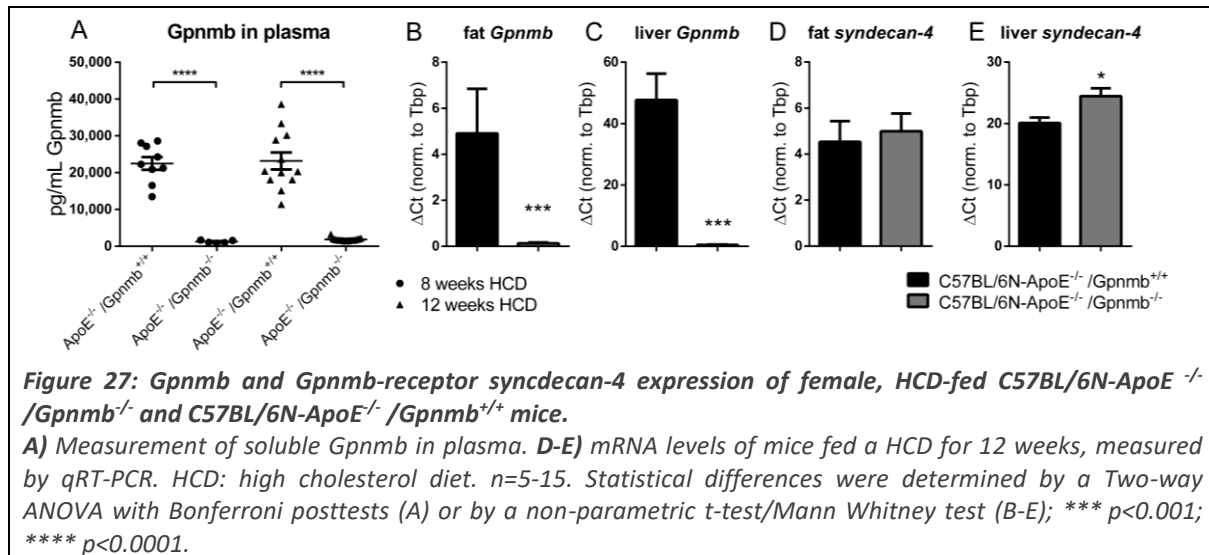 A Gpnmb in plasma
pg/mL Gpnmb
50,000
40,000
30,000
20,000
10,000
0
****
****
ApoE-/- /Gpnmb+/+
ApoE-/- /Gpnmb-/-
ApoE-/- /Gpnmb+/+
ApoE-/- /Gpnmb-/-
8 weeks HCD
12 weeks HCD
B fat Gpnmb
ΔCt (norm. to Tbp)
8
6
4
2
0
***
C liver Gpnmb
ΔCt (norm. to Tbp)
60
40
20
0
***
D fat syndecan-4
ΔCt (norm. to Tbp)
8
6
4
2
0
E liver syndecan-4
ΔCt (norm. to Tbp)
30
20
10
0
*
C57BL/6N-ApoE-/- /Gpnmb+/+
C57BL/6N-ApoE-/- /Gpnmb-/-
Figure 27: Gpnmb and Gpnmb-receptor syncdecan-4 expression of female, HCD-fed C57BL/6N-ApoE -/-
/Gpnmb-/- and C57BL/6N-ApoE-/- /Gpnmb+/+ mice.
A) Measurement of soluble Gpnmb in plasma. D-E) mRNA levels of mice fed a HCD for 12 weeks, measured
by qRT-PCR. HCD: high cholesterol diet. n=5-15. Statistical differences were determined by a Two-way
ANOVA with Bonferroni posttests (A) or by a non-parametric t-test/Mann Whitney test (B-E); *** p<0.001;
**** p<0.0001.